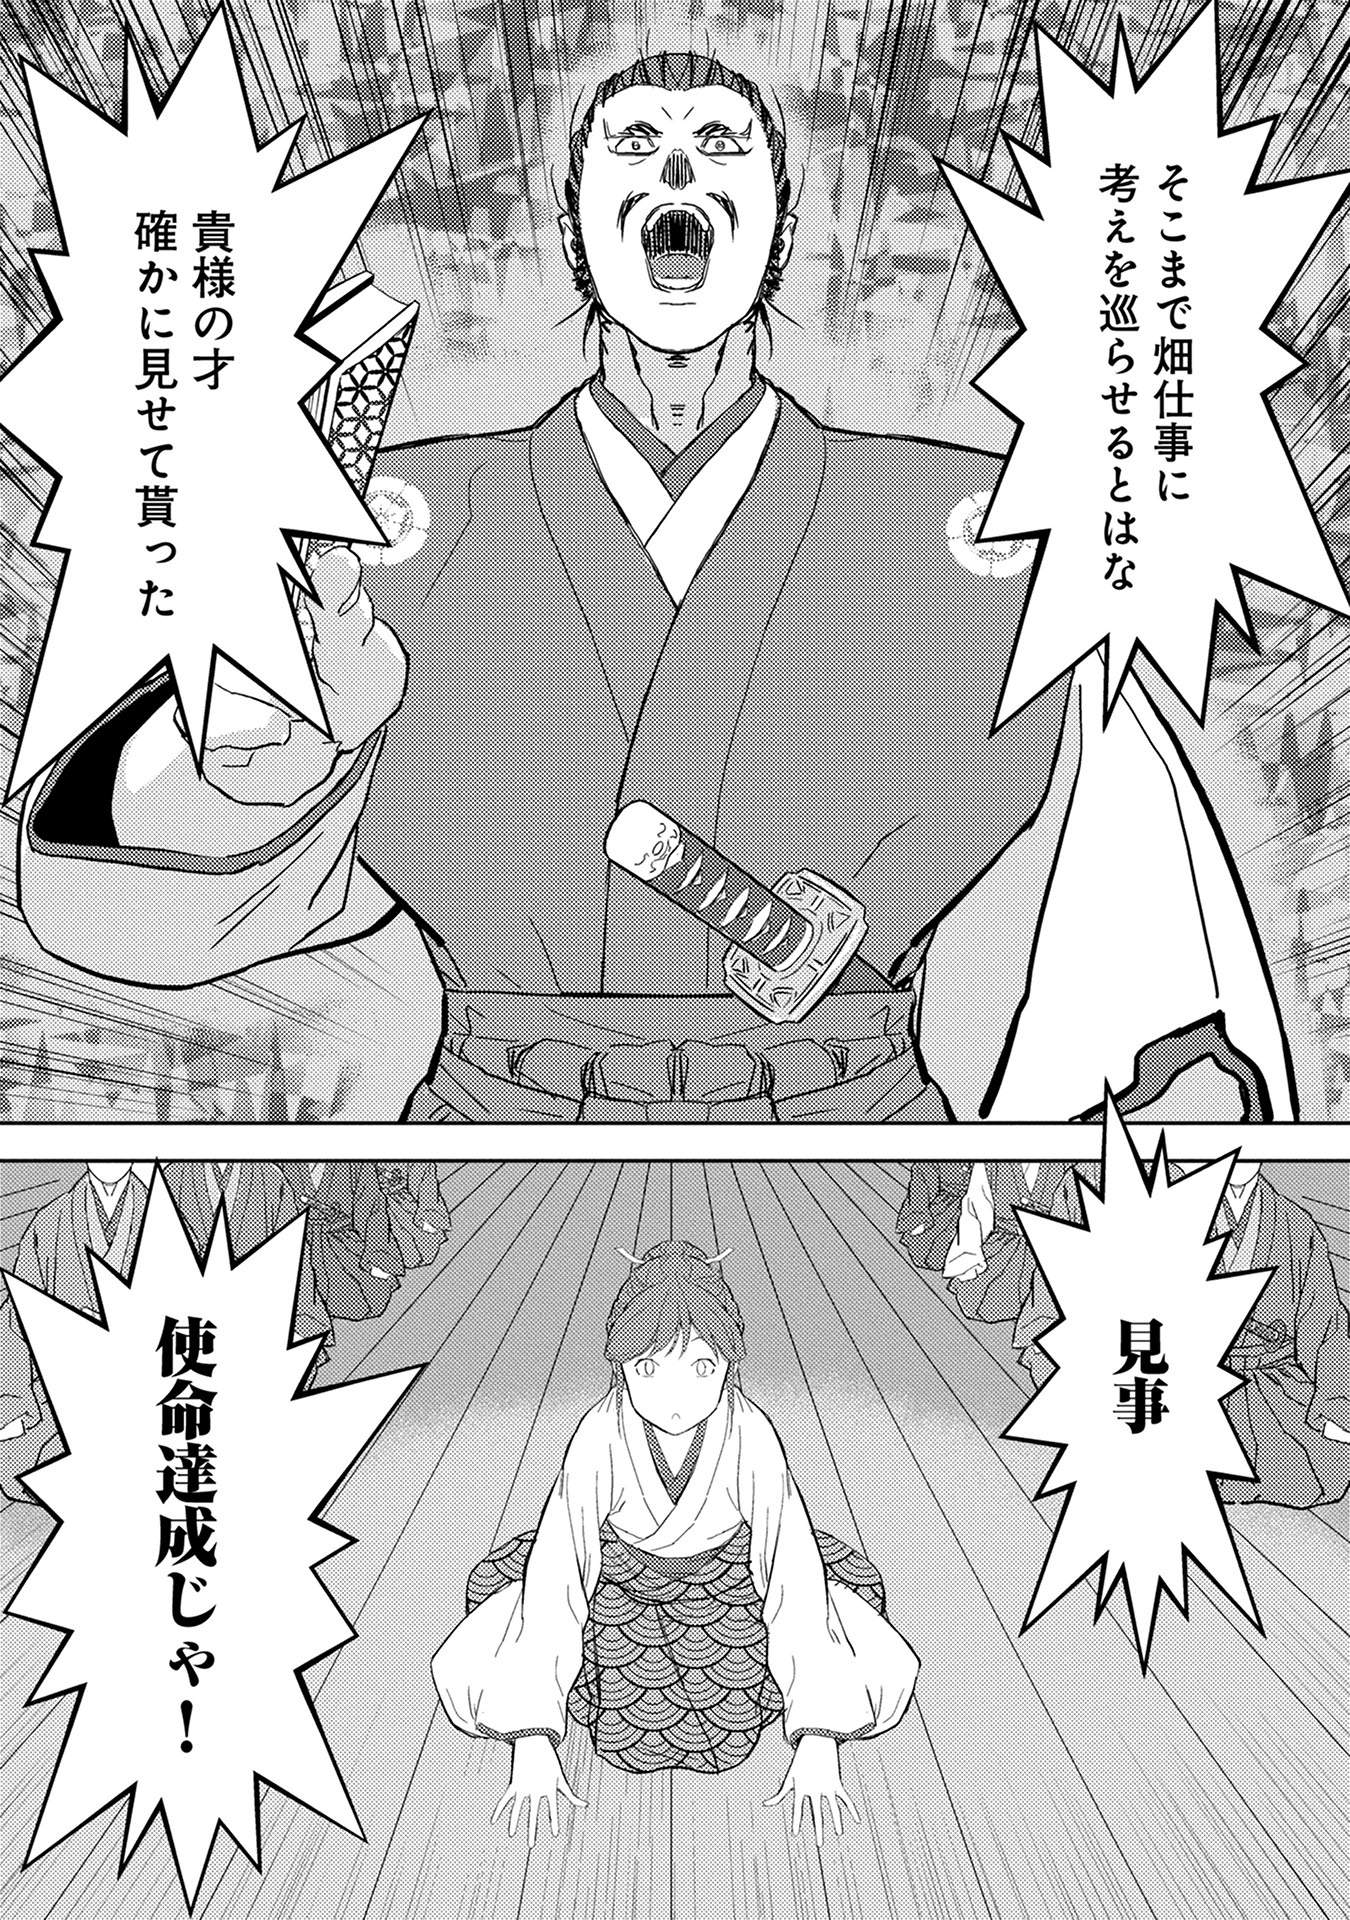 そこまで畑仕事に
考えを巡らせるとはな
貴様の才
確かに見せて貰った
見事
使命達成じゃ！